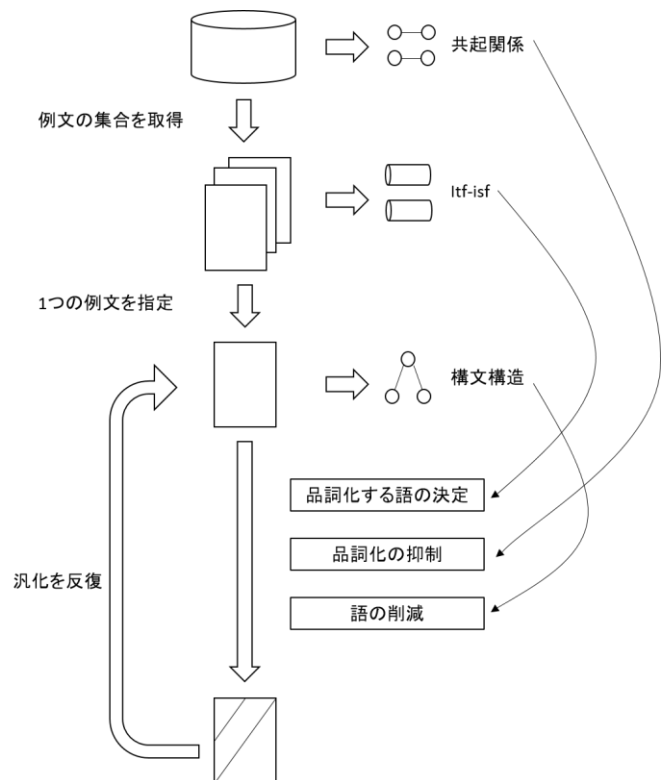 共起関係
例文の集合を取得
ltf-isf
1つの例文を指定
構文構造
品詞化する語の決定
品詞化の抑制
汎化を反復
語の削減